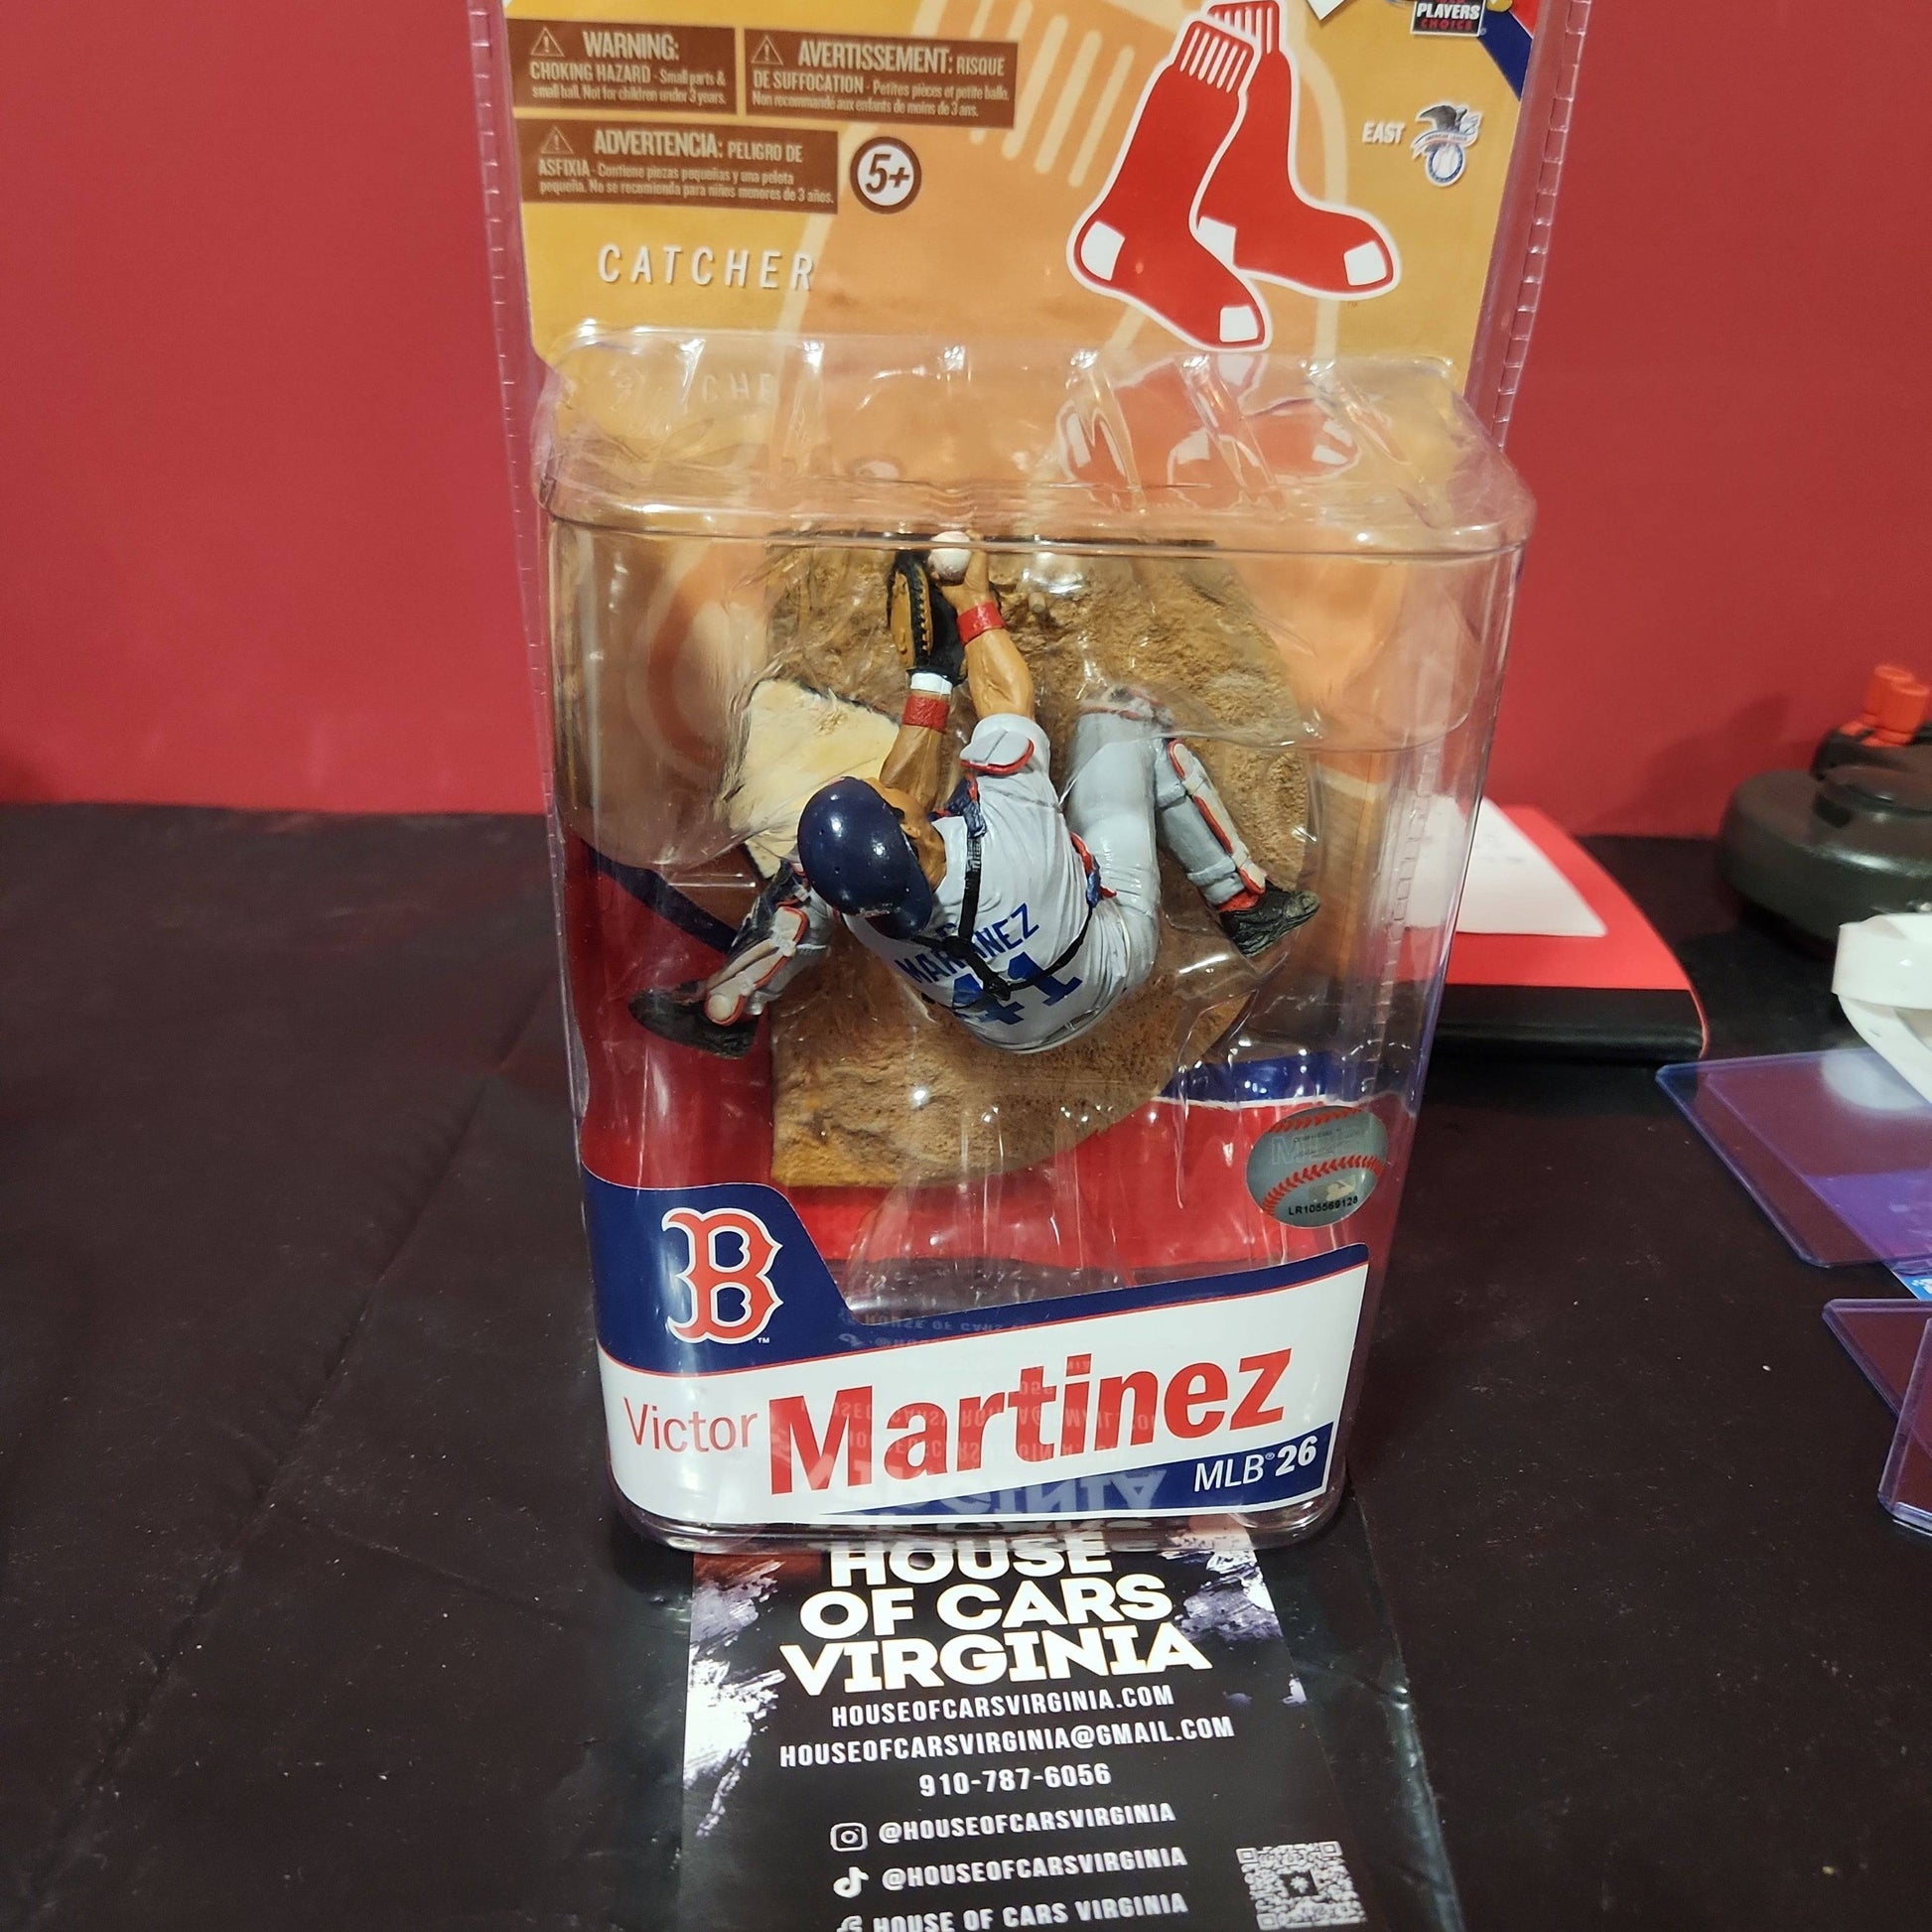 PLAYERS
CHOICE
WARNING:
CHOKING HAZARD - Small parts &
small ball. Not for children under 3 years.
AVERTISSEMENT: RISQUE
DE SUFFOCATION - Petites pièces et petite balle.
Non recommandé aux enfants de moins de 3 ans.
ADVERTENCIA: PELIGRO DE
ASFIXIA - Contiene piezas pequeñas y una pelota
pequeña. No se recomienda para niños menores de 3 años.
5+
EAST
CATCHER
MARTINEZ
41
LR105569128
B
TM
Victor Martinez
MLB® 26
HOUSE
OF CARS
VIRGINIA
HOUSEOFCARSVIRGINIA.COM
HOUSEOFCARSVIRGINIA@GMAIL.COM
910-787-6056
@HOUSEOFCARSVIRGINIA
@HOUSEOFCARSVIRGINIA
HOUSE OF CARS VIRGINIA